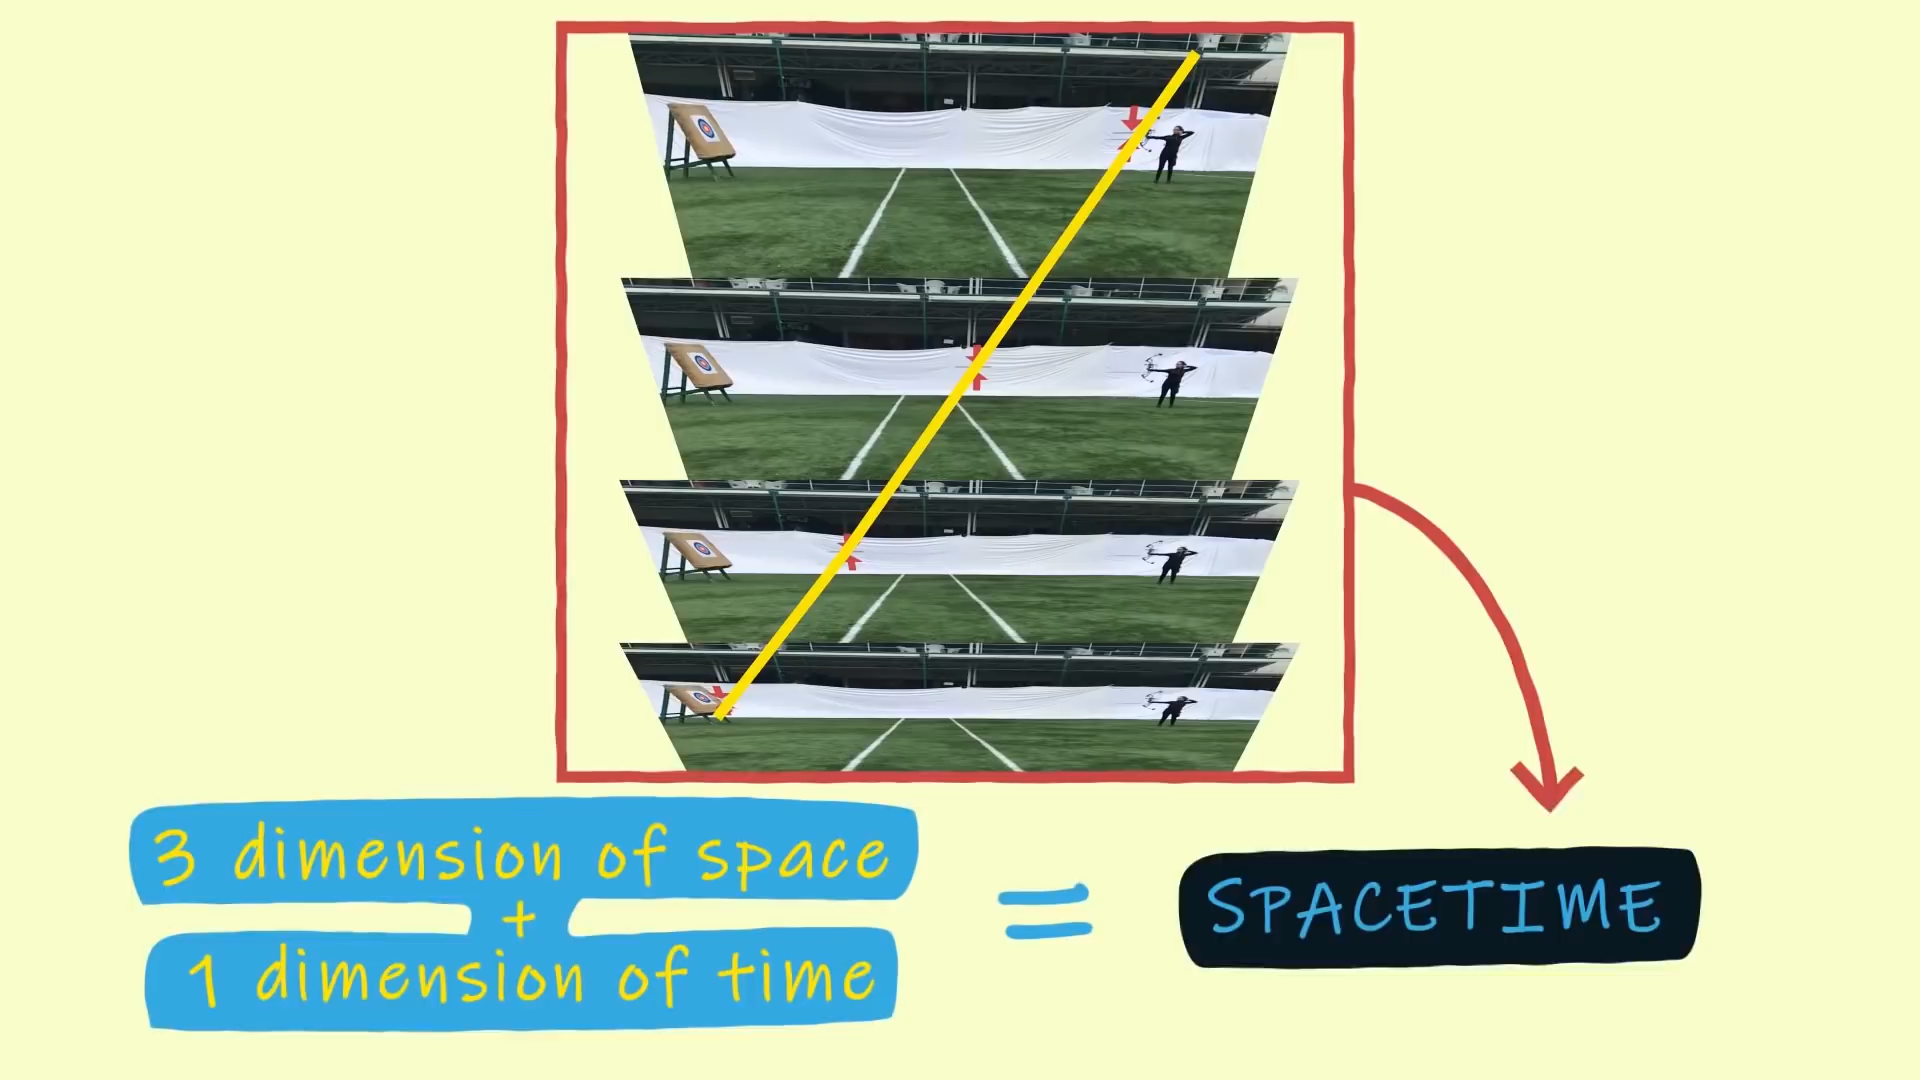 3 dimension of space
+
1 dimension of time
=
SPACETIME